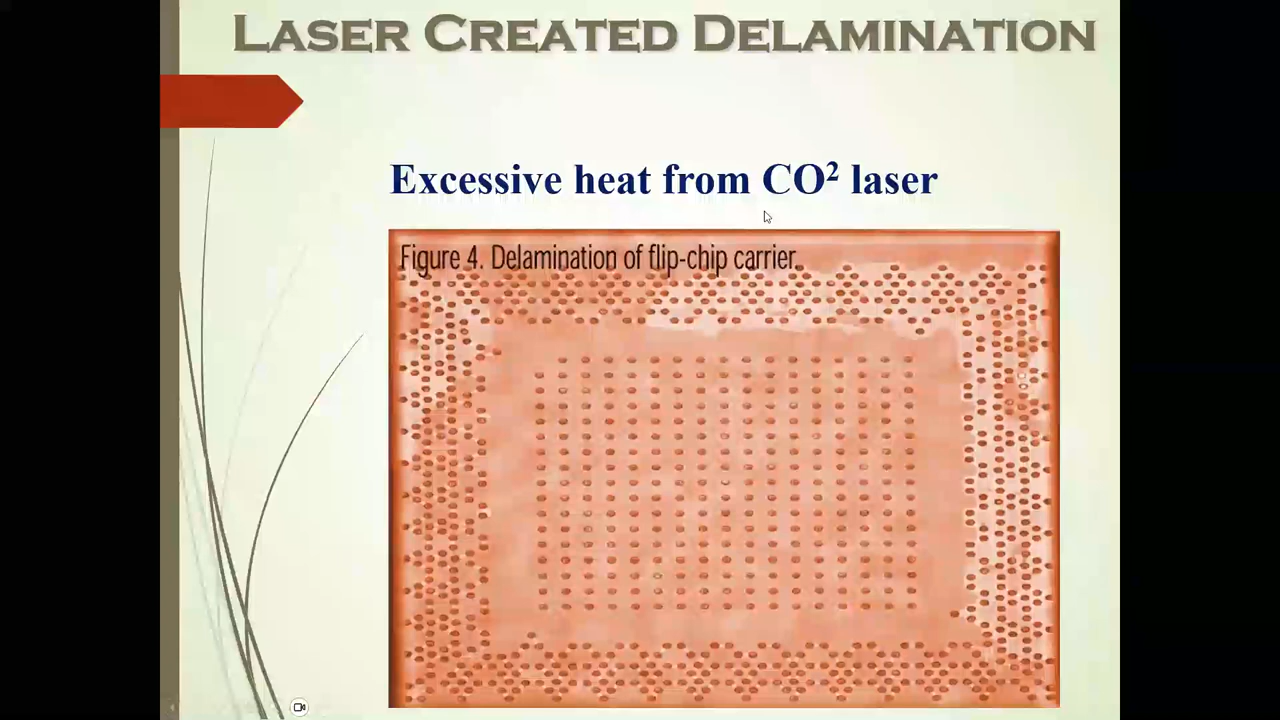 LASER CREATED DELAMINATION
Excessive heat from CO² laser
Figure 4. Delamination of flip-chip carrier.